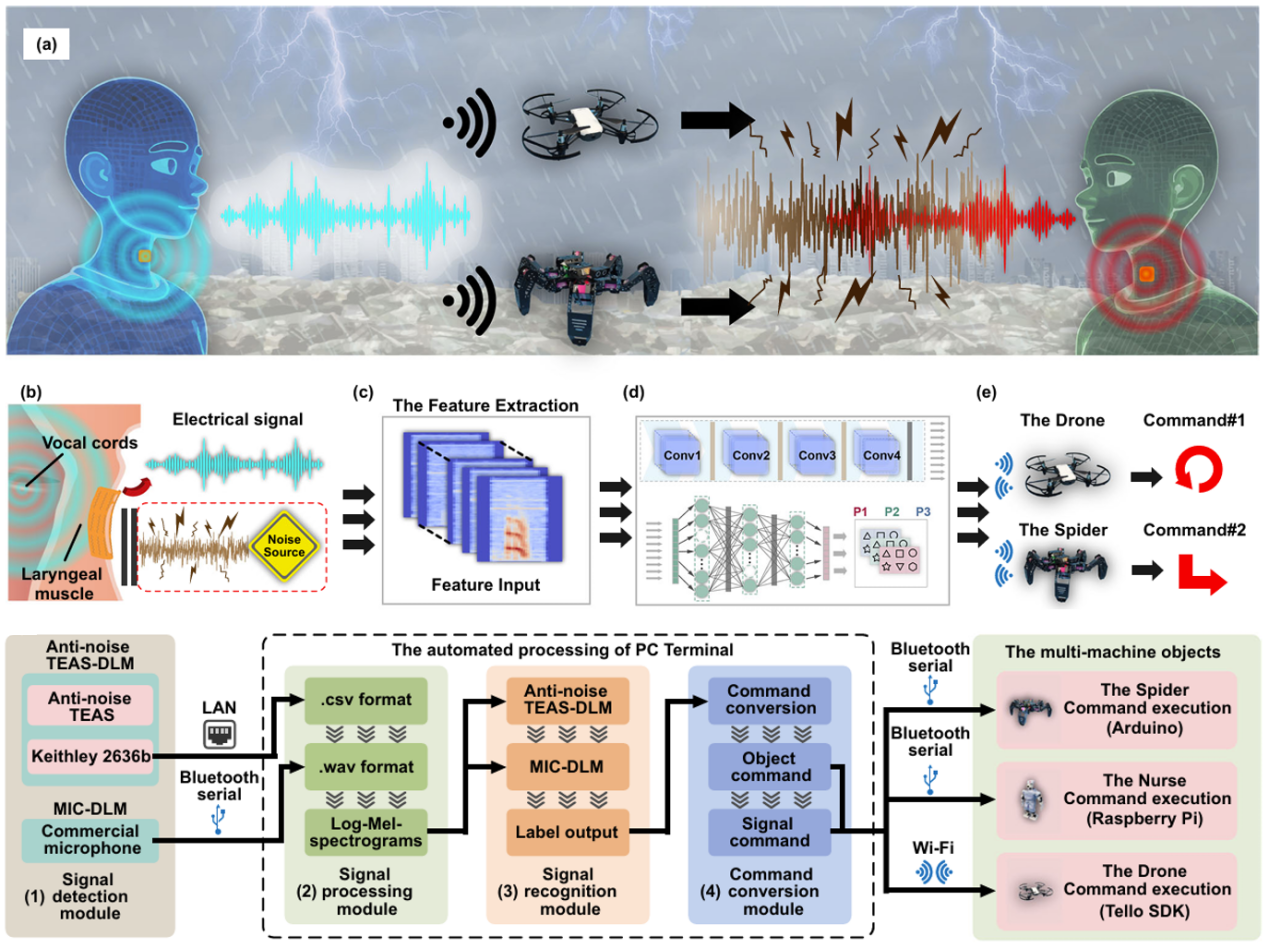 (a)
(b)
Vocal cords
Electrical signal
Noise
Source
Laryngeal
muscle
(c)
The Feature Extraction
Feature Input
(d)
Conv1
Conv2
Conv3
Conv4
P1 P2 P3
(e)
The Drone
Command#1
The Spider
Command#2
Anti-noise
TEAS-DLM
Anti-noise
TEAS
Keithley 2636b
MIC-DLM
Commercial
microphone
Signal
(1) detection
module
LAN
Bluetooth
serial
The automated processing of PC Terminal
.csv format
.wav format
Log-Mel-
spectrograms
Signal
(2) processing
module
Anti-noise
TEAS-DLM
MIC-DLM
Label output
Signal
(3) recognition
module
Command
conversion
Object
command
Signal
command
Command
(4) conversion
module
Bluetooth
serial
Bluetooth
serial
Wi-Fi
The multi-machine objects
The Spider
Command execution
(Arduino)
The Nurse
Command execution
(Raspberry Pi)
The Drone
Command execution
(Tello SDK)